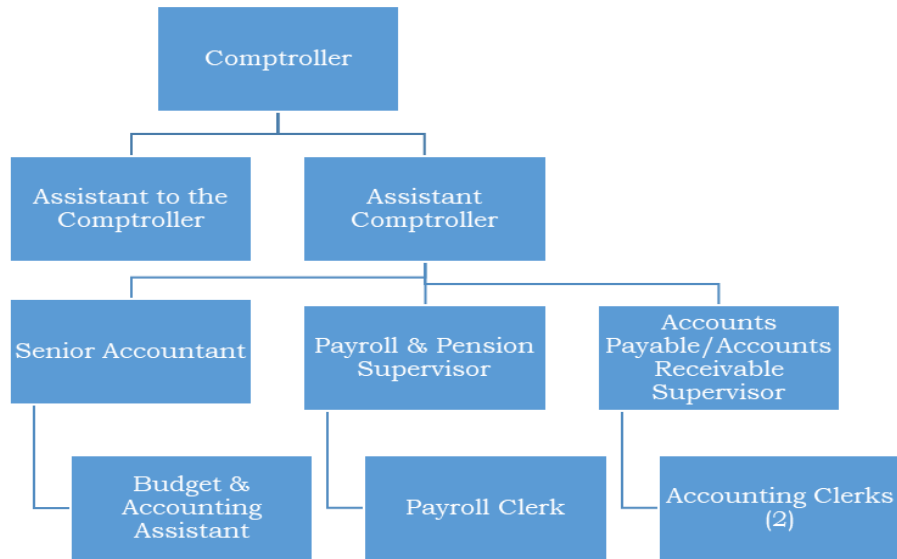 Comptroller
Assistant to the
Comptroller
Assistant
Comptroller
Senior Accountant
Payroll & Pension
Supervisor
Accounts
Payable/Accounts
Receivable
Supervisor
Budget &
Accounting
Assistant
Payroll Clerk
Accounting Clerks
(2)